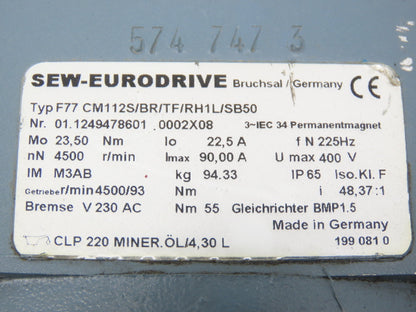 574 747 3
SEW-EURODRIVE Bruchsal / Germany CE
Typ F77 CM112S/BR/TF/RH1L/SB50
Nr. 01.1249478601 .0002X08 3~IEC 34 Permanentmagnet
Mo 23,50 Nm Io 22,5 A f N 225Hz
nN 4500 r/min Imax 90,00 A U max 400 V
IM M3AB kg 94.33 IP 65 Iso.Kl. F
Getriebe r/min 4500/93 Nm i 48,37 :1
Bremse V 230 AC Nm 55 Gleichrichter BMP1.5
Made in Germany
CLP 220 MINER.ÖL/4,30 L 199 081 0